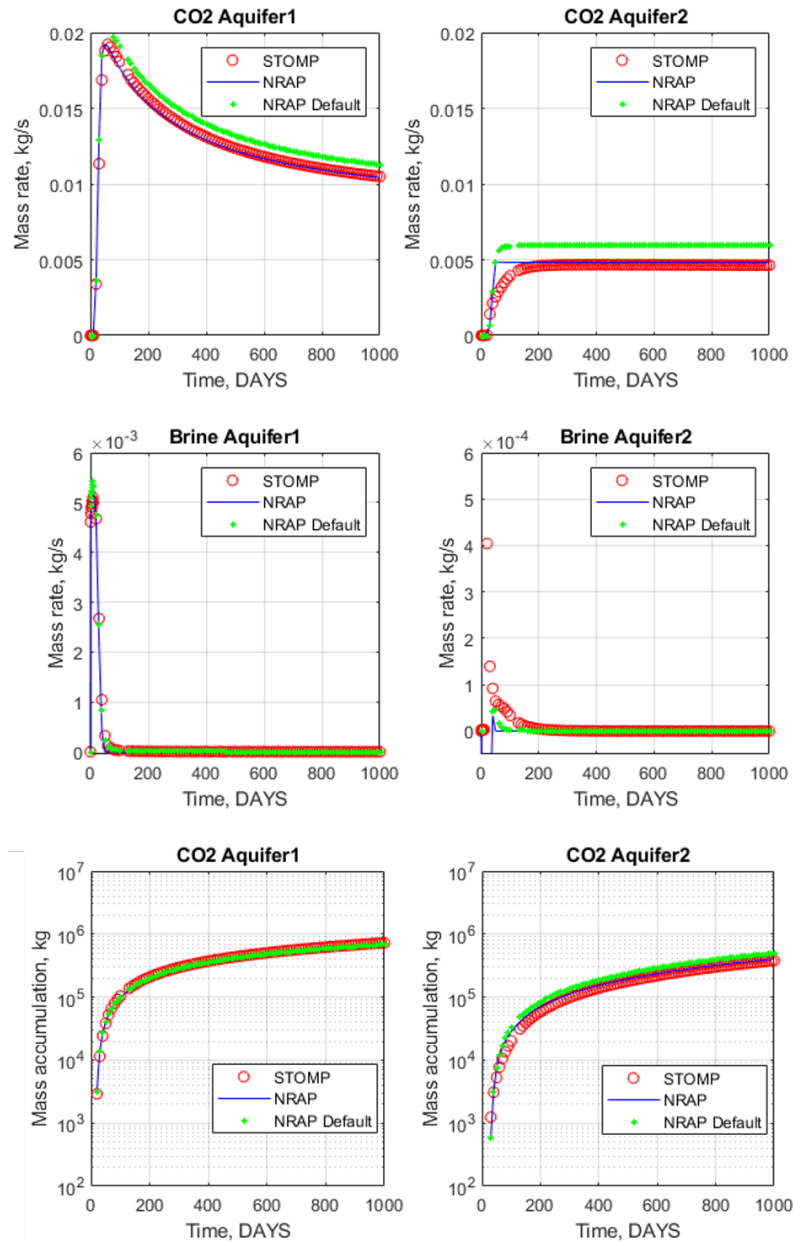 CO2 Aquifer1
0.02
0.015
0.01
0.005
0
Mass rate, kg/s
STOMP
NRAP
NRAP Default
0 200 400 600 800 1000
Time, DAYS
CO2 Aquifer2
0.02
0.015
0.01
0.005
0
Mass rate, kg/s
STOMP
NRAP
NRAP Default
0 200 400 600 800 1000
Time, DAYS
Brine Aquifer1
×10⁻³
6
5
4
3
2
1
0
Mass rate, kg/s
STOMP
NRAP
NRAP Default
0 200 400 600 800 1000
Time, DAYS
Brine Aquifer2
×10⁻⁴
6
5
4
3
2
1
0
Mass rate, kg/s
STOMP
NRAP
NRAP Default
0 200 400 600 800 1000
Time, DAYS
CO2 Aquifer1
10⁷
10⁶
10⁵
10⁴
10³
10²
Mass accumulation, kg
STOMP
NRAP
NRAP Default
0 200 400 600 800 1000
Time, DAYS
CO2 Aquifer2
10⁷
10⁶
10⁵
10⁴
10³
10²
Mass accumulation, kg
STOMP
NRAP
NRAP Default
0 200 400 600 800 1000
Time, DAYS